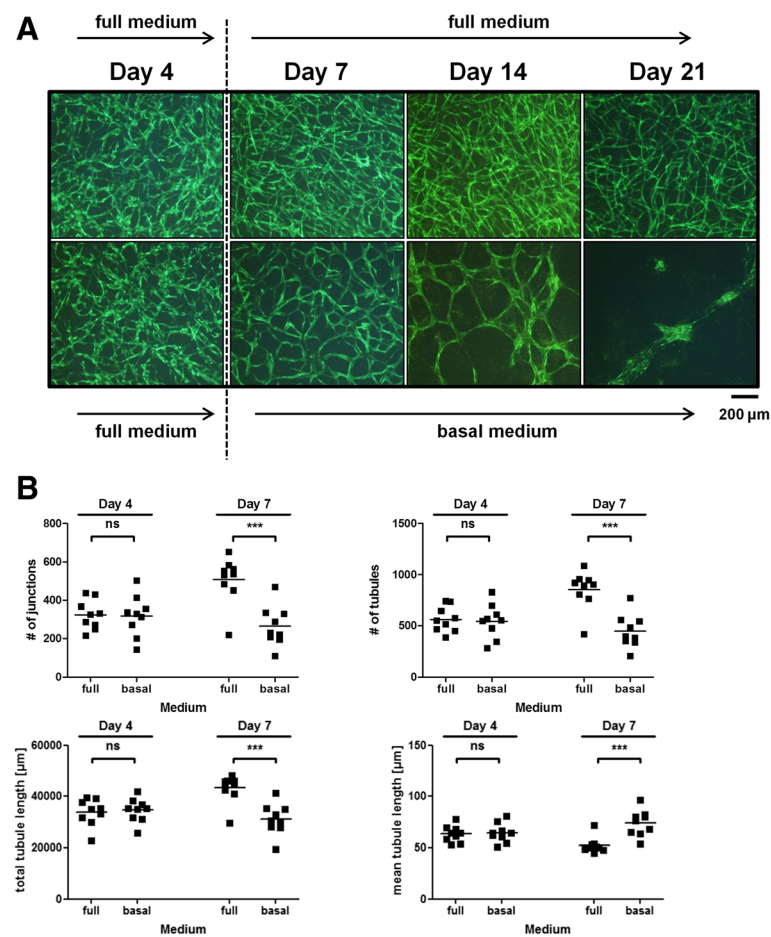 A
full medium full medium
Day 4 Day 7 Day 14 Day 21
full medium basal medium
200 µm
B
Day 4 Day 7
ns ***
800
600
400
200
0
# of junctions
full basal full basal
Medium
Day 4 Day 7
ns ***
1500
1000
500
0
# of tubules
full basal full basal
Medium
Day 4 Day 7
ns ***
60000
40000
20000
0
total tubule length [µm]
full basal full basal
Medium
Day 4 Day 7
ns ***
150
100
50
0
mean tubule length [µm]
full basal full basal
Medium